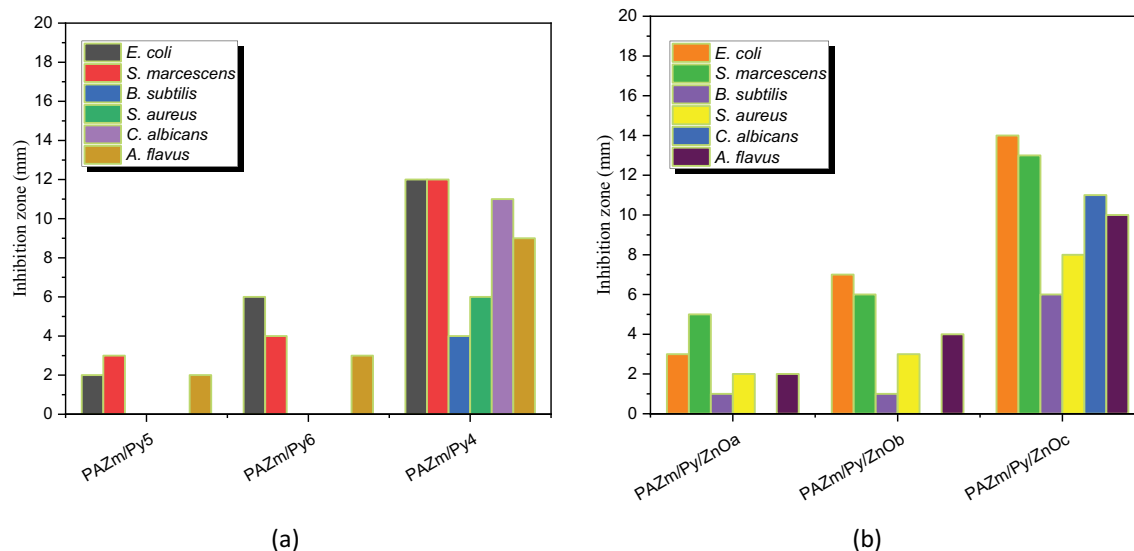 20
18
16
14
12
10
8
6
4
2
0
Inhibition zone (mm)
E. coli
S. marcescens
B. subtilis
S. aureus
C. albicans
A. flavus
PAZm/Py5
PAZm/Py6
PAZm/Py4
(a)
20
18
16
14
12
10
8
6
4
2
0
Inhibition zone (mm)
E. coli
S. marcescens
B. subtilis
S. aureus
C. albicans
A. flavus
PAZm/Py/ZnOa
PAZm/Py/ZnOb
PAZm/Py/ZnOc
(b)